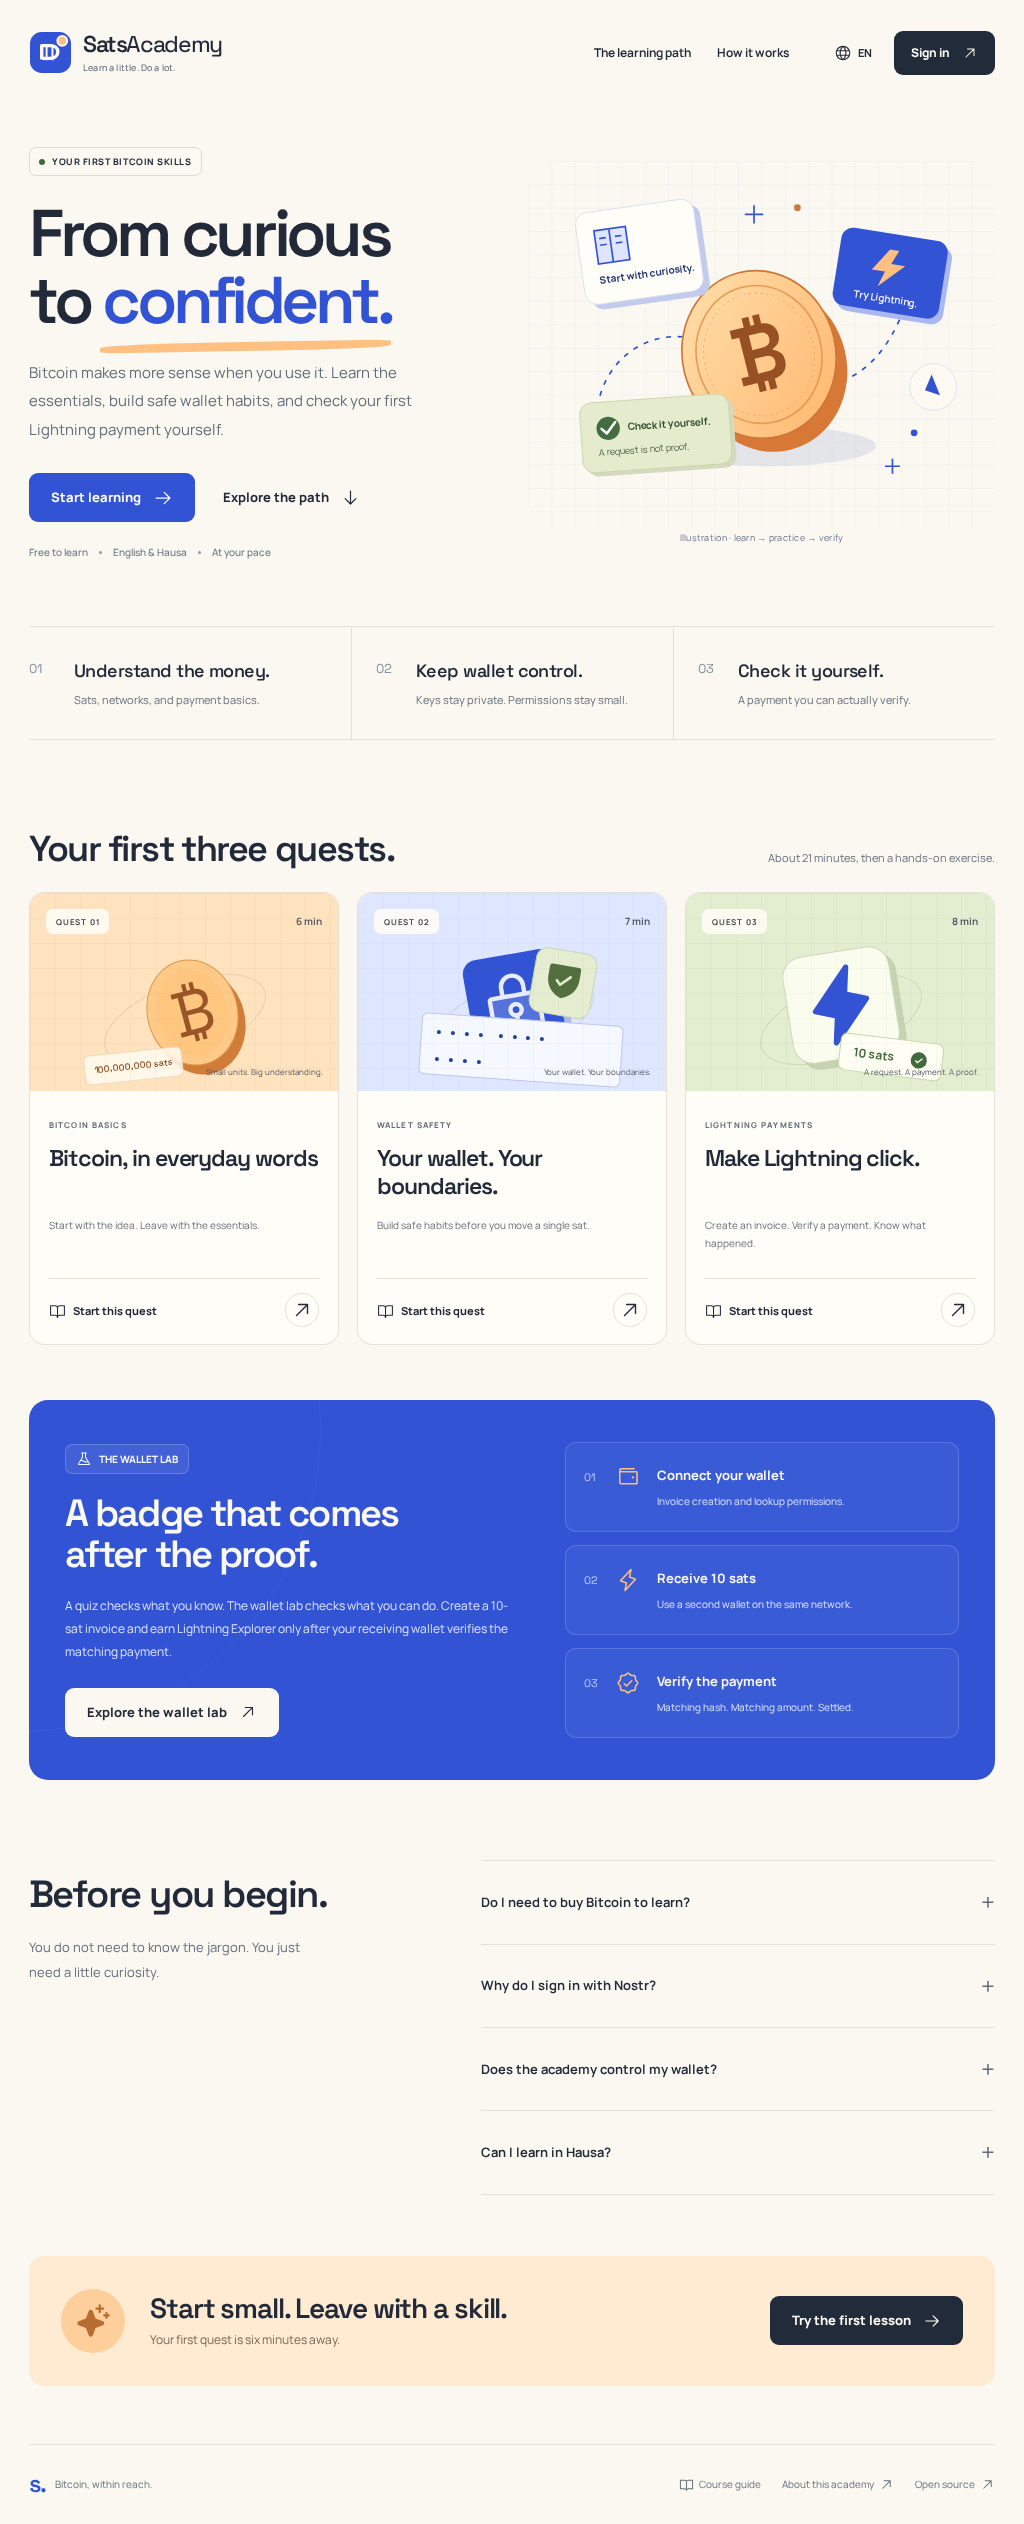 SatsAcademy
Learn a little. Do a lot.
The learning path
How it works
EN
Sign in
YOUR FIRST BITCOIN SKILLS
From curious
to confident.
Bitcoin makes more sense when you use it. Learn the
essentials, build safe wallet habits, and check your first
Lightning payment yourself.
Start learning
Explore the path
Free to learn • English & Hausa • At your pace
Start with curiosity.
Try Lightning.
Check it yourself.
A request is not proof.
Illustration · learn → practice → verify
01
Understand the money.
Sats, networks, and payment basics.
02
Keep wallet control.
Keys stay private. Permissions stay small.
03
Check it yourself.
A payment you can actually verify.
Your first three quests.
About 21 minutes, then a hands-on exercise.
QUEST 01
6 min
100,000,000 sats
Small units. Big understanding.
BITCOIN BASICS
Bitcoin, in everyday words
Start with the idea. Leave with the essentials.
Start this quest
QUEST 02
7 min
Your wallet. Your boundaries.
WALLET SAFETY
Your wallet. Your
boundaries.
Build safe habits before you move a single sat.
Start this quest
QUEST 03
8 min
10 sats
A request. A payment. A proof.
LIGHTNING PAYMENTS
Make Lightning click.
Create an invoice. Verify a payment. Know what
happened.
Start this quest
THE WALLET LAB
A badge that comes
after the proof.
A quiz checks what you know. The wallet lab checks what you can do. Create a 10-
sat invoice and earn Lightning Explorer only after your receiving wallet verifies the
matching payment.
Explore the wallet lab
01
Connect your wallet
Invoice creation and lookup permissions.
02
Receive 10 sats
Use a second wallet on the same network.
03
Verify the payment
Matching hash. Matching amount. Settled.
Before you begin.
You do not need to know the jargon. You just
need a little curiosity.
Do I need to buy Bitcoin to learn?
Why do I sign in with Nostr?
Does the academy control my wallet?
Can I learn in Hausa?
Start small. Leave with a skill.
Your first quest is six minutes away.
Try the first lesson
s. Bitcoin, within reach.
Course guide
About this academy
Open source